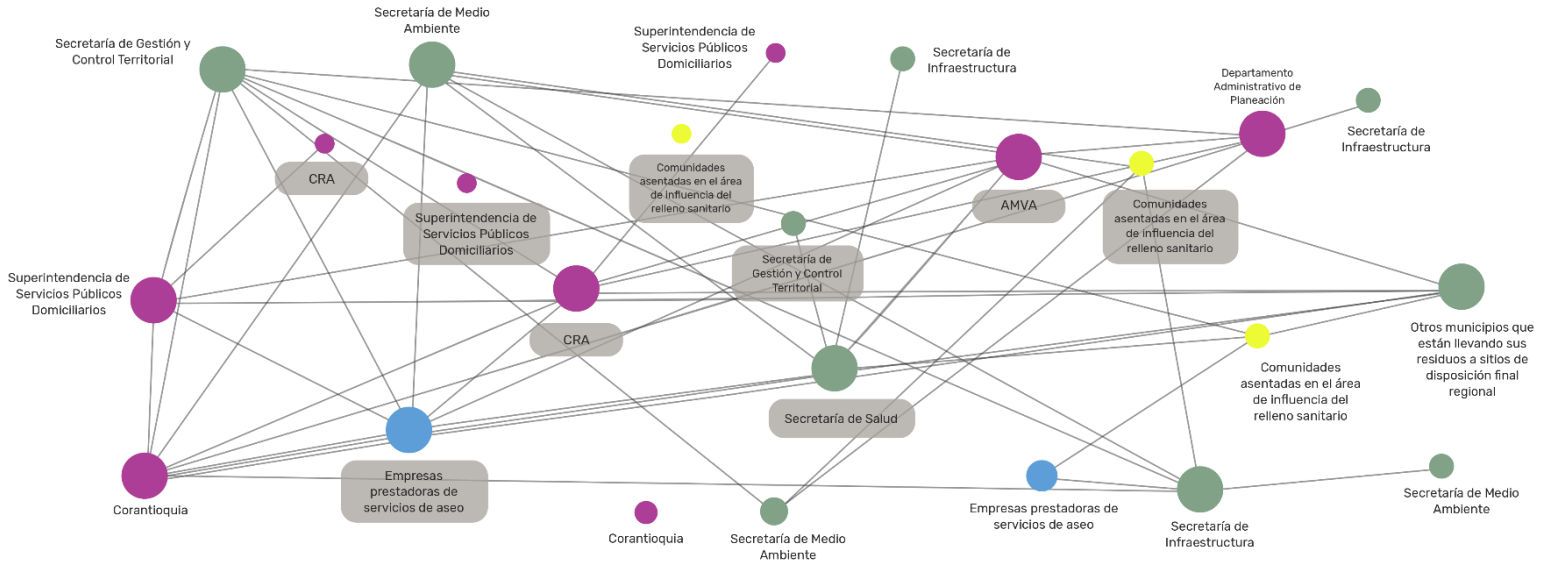 Secretaría de Medio
Ambiente
Secretaría de Gestión y
Control Territorial
Superintendencia de
Servicios Públicos
Domiciliarios
Secretaría de
Infraestructura
Departamento
Administrativo de
Planeación
Secretaría de
Infraestructura
CRA
Comunidades
asentadas en el área
de influencia del
relleno sanitario
AMVA
Comunidades
asentadas en el área
de influencia del
relleno sanitario
Superintendencia de
Servicios Públicos
Domiciliarios
Secretaría de
Gestión y Control
Territorial
Superintendencia de
Servicios Públicos
Domiciliarios
CRA
Otros municipios que
están llevando sus
residuos a sitios de
disposición final
regional
Comunidades
asentadas en el área
de influencia del
relleno sanitario
Secretaría de Salud
Empresas
prestadoras de
servicios de aseo
Corantioquia
Corantioquia
Secretaría de Medio
Ambiente
Empresas prestadoras de
servicios de aseo
Secretaría de
Infraestructura
Secretaría de Medio
Ambiente